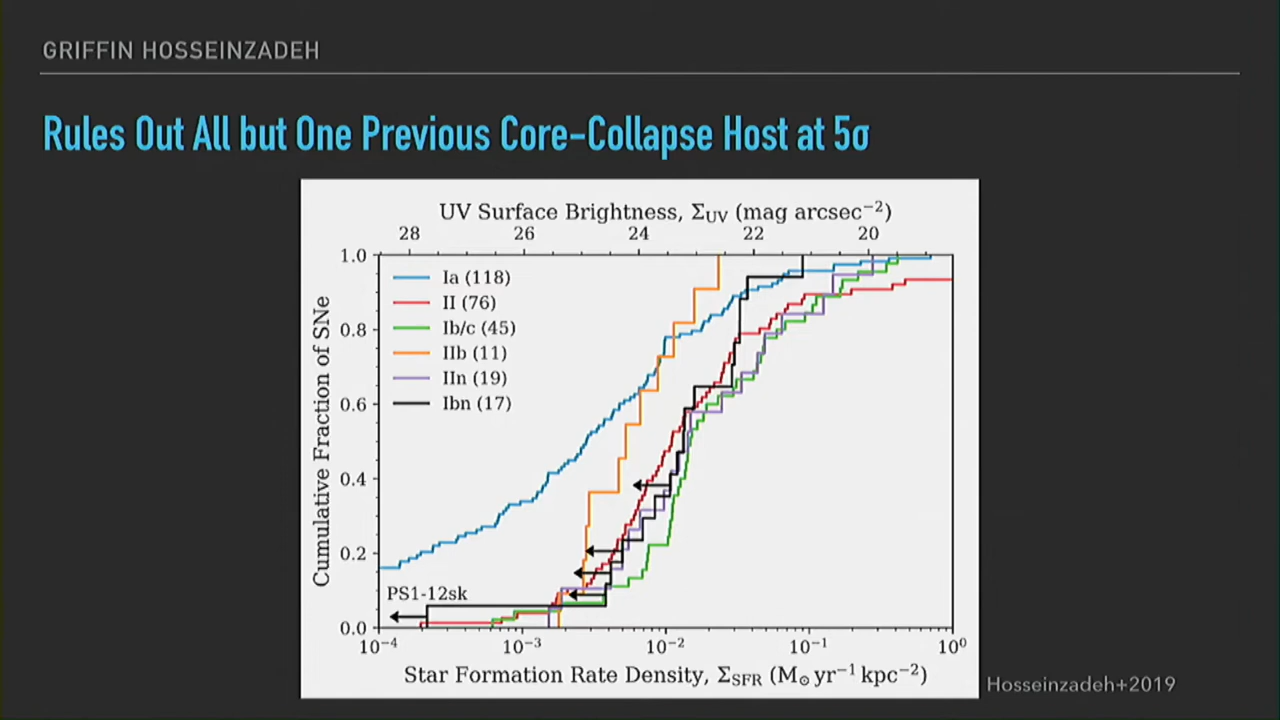 GRIFFIN HOSSEINZADEH
Rules Out All but One Previous Core-Collapse Host at 5σ
UV Surface Brightness, Σ_UV (mag arcsec⁻²)
28 26 24 22 20
1.0
0.8
0.6
0.4
0.2
0.0
Cumulative Fraction of SNe
Ia (118)
II (76)
Ib/c (45)
IIb (11)
IIn (19)
Ibn (17)
PS1-12sk
10⁻⁴ 10⁻³ 10⁻² 10⁻¹ 10⁰
Star Formation Rate Density, Σ_SFR (M⊙ yr⁻¹ kpc⁻²)
Hosseinzadeh+2019